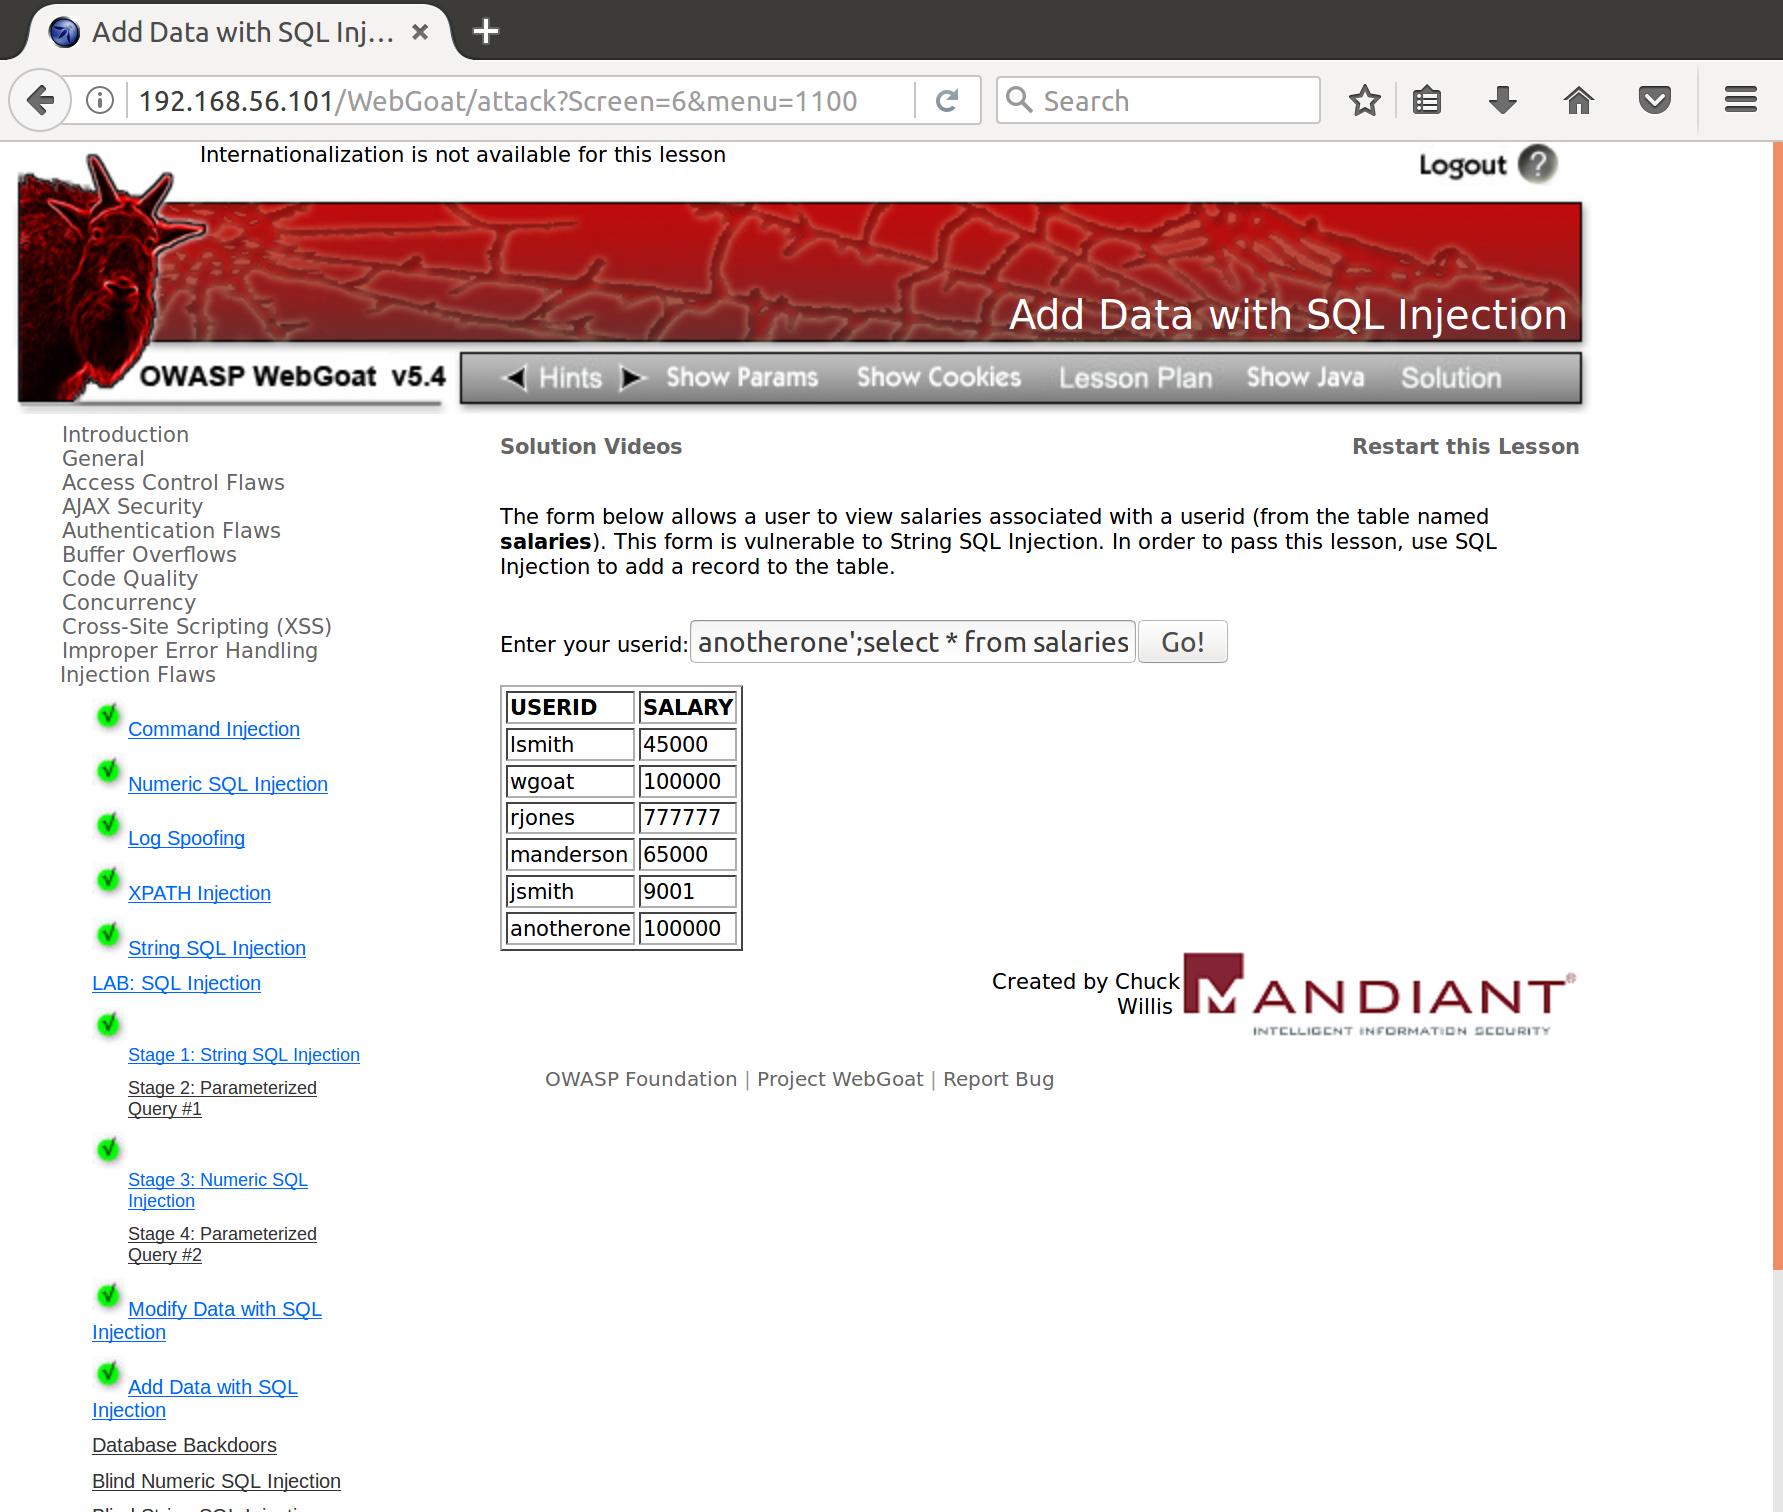 Add Data with SQL Inj...
192.168.56.101/WebGoat/attack?Screen=6&menu=1100
Search
Internationalization is not available for this lesson
Logout ?
Add Data with SQL Injection
OWASP WebGoat v5.4
Hints
Show Params
Show Cookies
Lesson Plan
Show Java
Solution
Introduction
General
Access Control Flaws
AJAX Security
Authentication Flaws
Buffer Overflows
Code Quality
Concurrency
Cross-Site Scripting (XSS)
Improper Error Handling
Injection Flaws
Command Injection
Numeric SQL Injection
Log Spoofing
XPATH Injection
String SQL Injection
LAB: SQL Injection
Stage 1: String SQL Injection
Stage 2: Parameterized
Query #1
Stage 3: Numeric SQL
Injection
Stage 4: Parameterized
Query #2
Modify Data with SQL
Injection
Add Data with SQL
Injection
Database Backdoors
Blind Numeric SQL Injection
Solution Videos
Restart this Lesson
The form below allows a user to view salaries associated with a userid (from the table named
salaries). This form is vulnerable to String SQL Injection. In order to pass this lesson, use SQL
Injection to add a record to the table.
Enter your userid: anotherone';select * from salaries Go!
USERID SALARY
lsmith 45000
wgoat 100000
rjones 777777
manderson 65000
jsmith 9001
anotherone 100000
Created by Chuck
Willis
MANDIANT®
INTELLIGENT INFORMATION SECURITY
OWASP Foundation | Project WebGoat | Report Bug